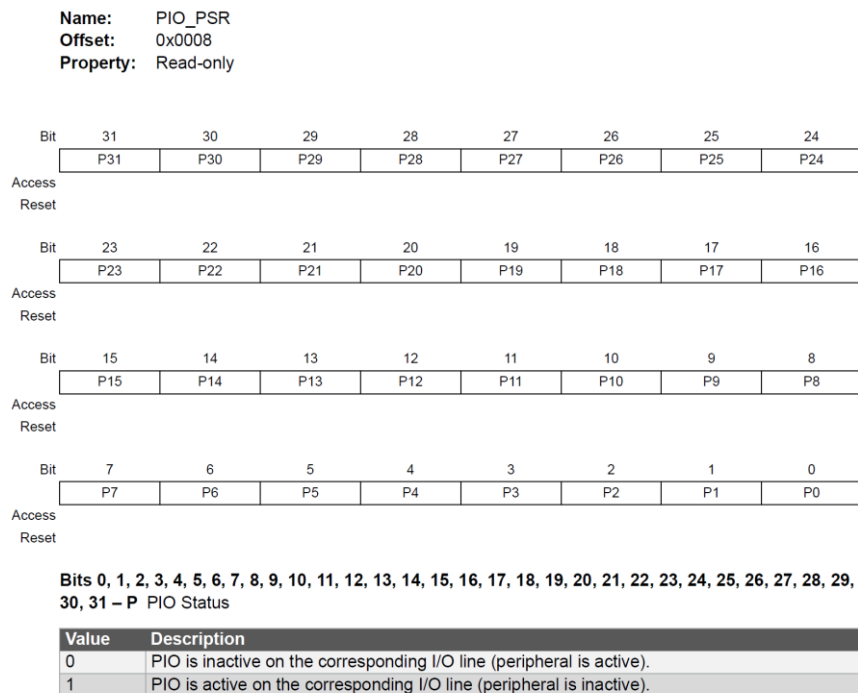 Name: PIO_PSR
Offset: 0x0008
Property: Read-only
Bit 31 30 29 28 27 26 25 24
P31 P30 P29 P28 P27 P26 P25 P24
Access
Reset
Bit 23 22 21 20 19 18 17 16
P23 P22 P21 P20 P19 P18 P17 P16
Access
Reset
Bit 15 14 13 12 11 10 9 8
P15 P14 P13 P12 P11 P10 P9 P8
Access
Reset
Bit 7 6 5 4 3 2 1 0
P7 P6 P5 P4 P3 P2 P1 P0
Access
Reset
Bits 0, 1, 2, 3, 4, 5, 6, 7, 8, 9, 10, 11, 12, 13, 14, 15, 16, 17, 18, 19, 20, 21, 22, 23, 24, 25, 26, 27, 28, 29,
30, 31 – P PIO Status
Value Description
0 PIO is inactive on the corresponding I/O line (peripheral is active).
1 PIO is active on the corresponding I/O line (peripheral is inactive).